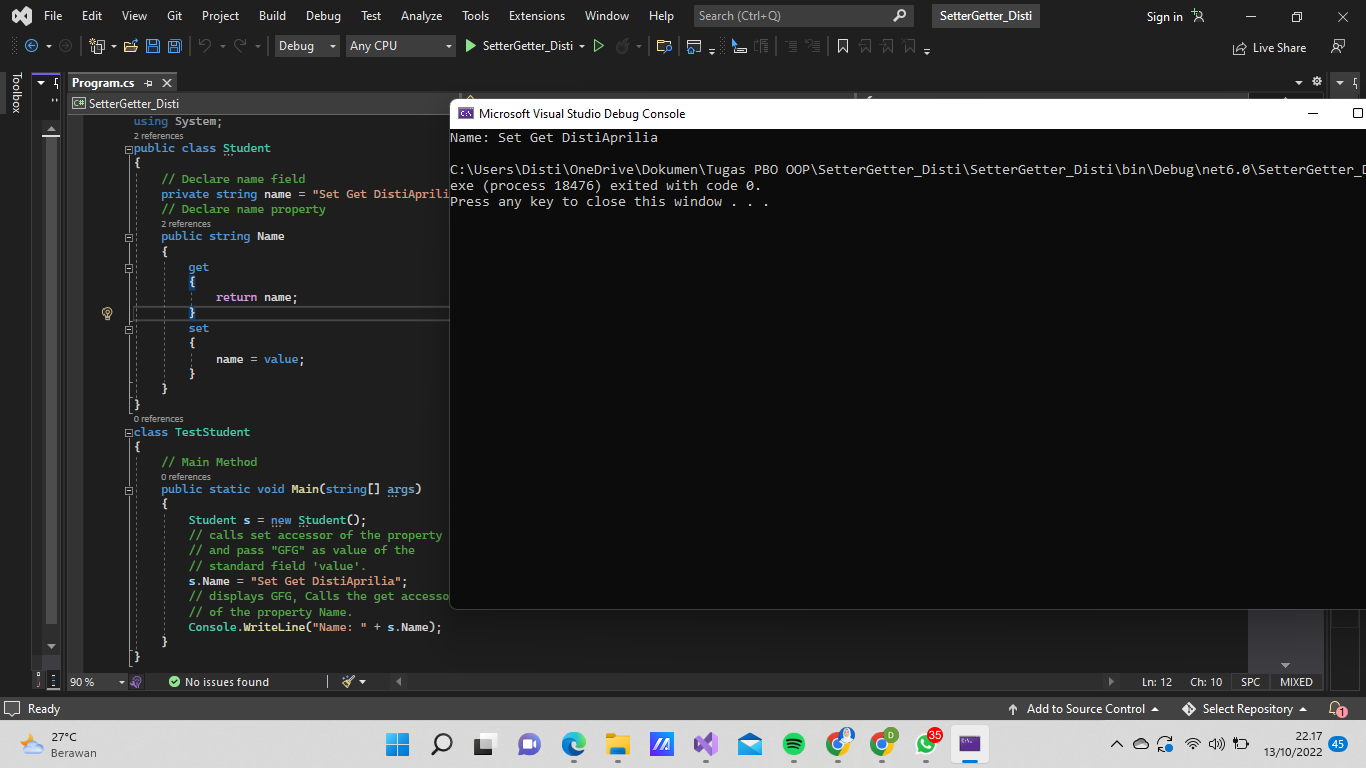 File Edit View Git Project Build Debug Test Analyze Tools Extensions Window Help Search (Ctrl+Q) SetterGetter_Disti Sign in
Debug Any CPU SetterGetter_Disti Live Share
Toolbox
Program.cs
C# SetterGetter_Disti
using System;
2 references
public class Student
{
// Declare name field
private string name = "Set Get DistiAprili
// Declare name property
2 references
public string Name
{
get
{
return name;
}
set
{
name = value;
}
}
}
0 references
class TestStudent
{
// Main Method
0 references
public static void Main(string[] args)
{
Student s = new Student();
// calls set accessor of the property
// and pass "GFG" as value of the
// standard field 'value'.
s.Name = "Set Get DistiAprilia";
// displays GFG, Calls the get accesso
// of the property Name.
Console.WriteLine("Name: " + s.Name);
}
}
Microsoft Visual Studio Debug Console
Name: Set Get DistiAprilia
C:\Users\Disti\OneDrive\Dokumen\Tugas PBO OOP\SetterGetter_Disti\SetterGetter_Disti\bin\Debug\net6.0\SetterGetter_D
exe (process 18476) exited with code 0.
Press any key to close this window . . .
90 % No issues found Ln: 12 Ch: 10 SPC MIXED
Ready Add to Source Control Select Repository 1
27°C
Berawan
35
D
22.17
13/10/2022
45